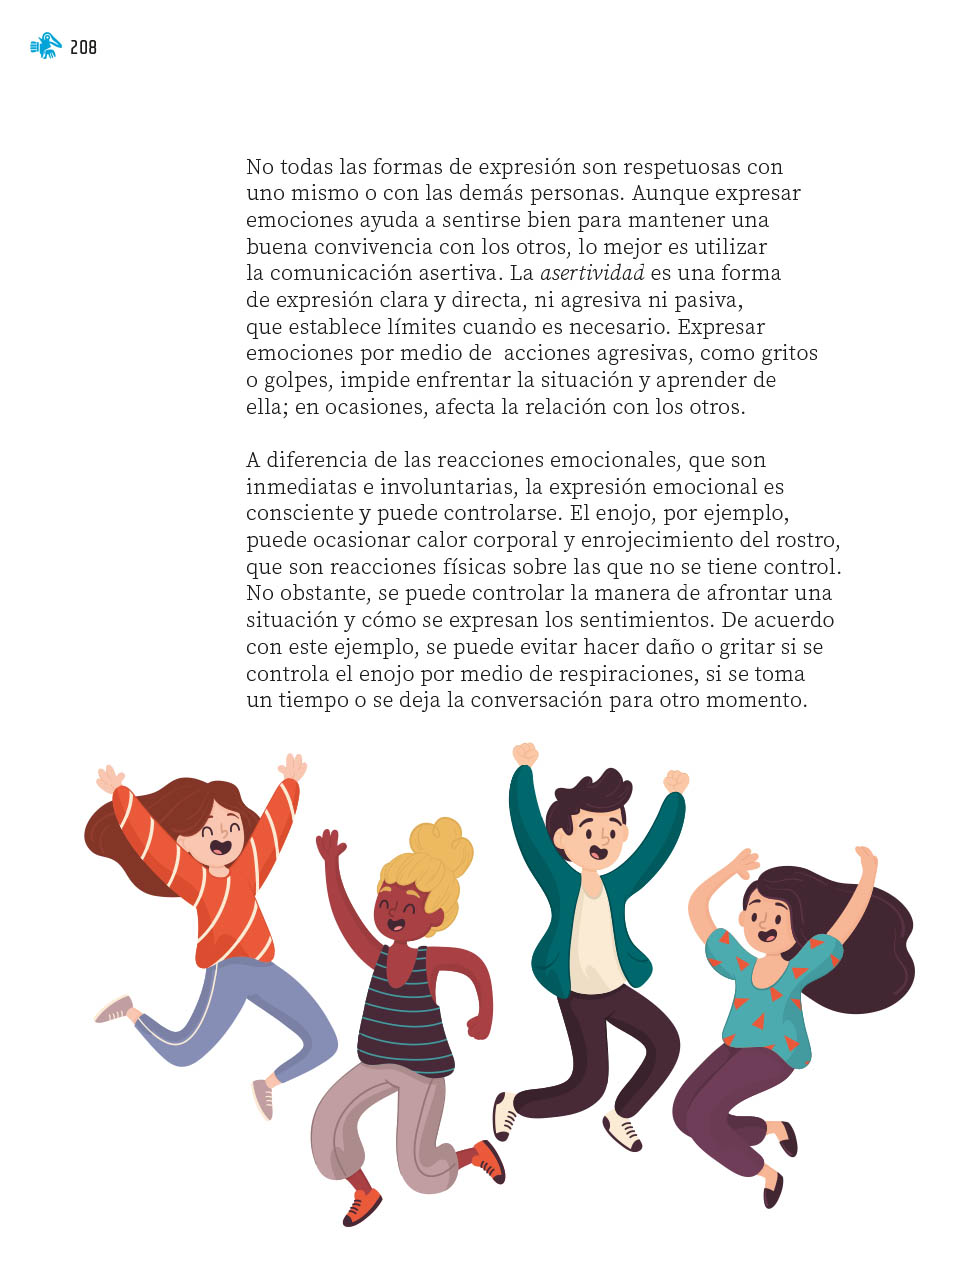 208
No todas las formas de expresión son respetuosas con
uno mismo o con las demás personas. Aunque expresar
emociones ayuda a sentirse bien para mantener una
buena convivencia con los otros, lo mejor es utilizar
la comunicación asertiva. La asertividad es una forma
de expresión clara y directa, ni agresiva ni pasiva,
que establece límites cuando es necesario. Expresar
emociones por medio de  acciones agresivas, como gritos
o golpes, impide enfrentar la situación y aprender de
ella; en ocasiones, afecta la relación con los otros.
A diferencia de las reacciones emocionales, que son
inmediatas e involuntarias, la expresión emocional es
consciente y puede controlarse. El enojo, por ejemplo,
puede ocasionar calor corporal y enrojecimiento del rostro,
que son reacciones físicas sobre las que no se tiene control.
No obstante, se puede controlar la manera de afrontar una
situación y cómo se expresan los sentimientos. De acuerdo
con este ejemplo, se puede evitar hacer daño o gritar si se
controla el enojo por medio de respiraciones, si se toma
un tiempo o se deja la conversación para otro momento.